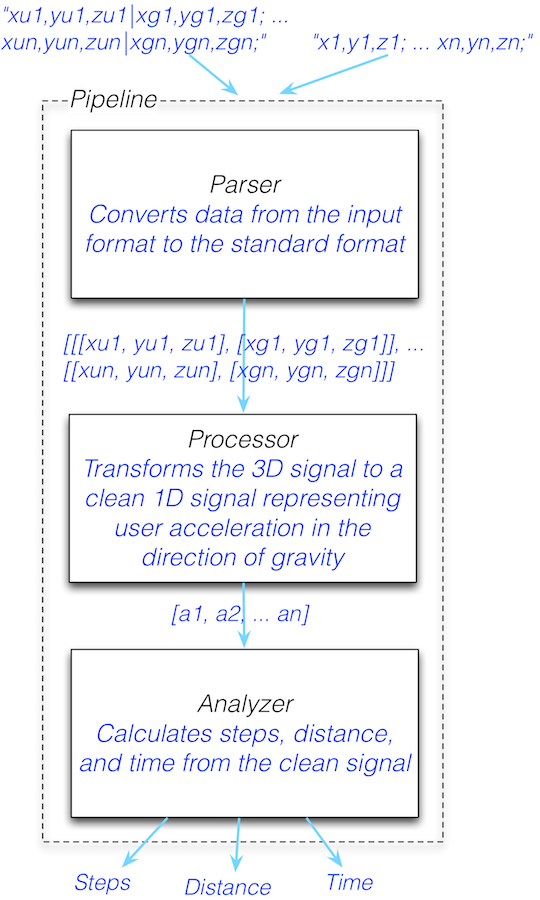 "xu1,yu1,zu1|xg1,yg1,zg1; ...
xun,yun,zun|xgn,ygn,zgn;"
"x1,y1,z1; ... xn,yn,zn;"
Pipeline
Parser
Converts data from the input
format to the standard format
[[[xu1, yu1, zu1], [xg1, yg1, zg1]], ...
[[xun, yun, zun], [xgn, ygn, zgn]]]
Processor
Transforms the 3D signal to a
clean 1D signal representing
user acceleration in the
direction of gravity
[a1, a2, ... an]
Analyzer
Calculates steps, distance,
and time from the clean signal
Steps
Distance
Time